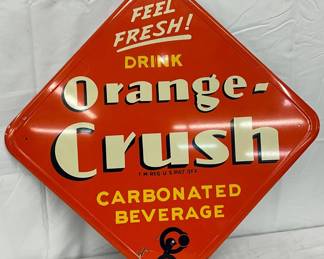 FEEL
FRESH!
DRINK
Orange-
Crush
T.M. REG. U.S. PAT. OFF.
CARBONATED
BEVERAGE